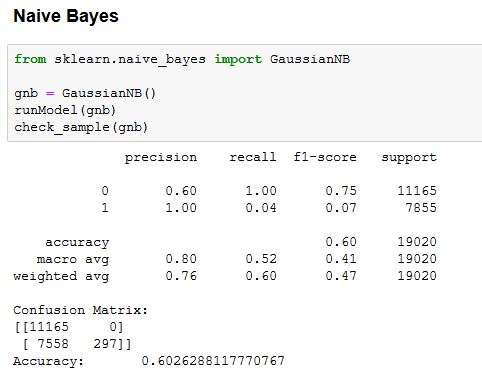 Naive Bayes
from sklearn.naive_bayes import GaussianNB
gnb = GaussianNB()
runModel(gnb)
check_sample(gnb)
precision recall f1-score support
0 0.60 1.00 0.75 11165
1 1.00 0.04 0.07 7855
accuracy 0.60 19020
macro avg 0.80 0.52 0.41 19020
weighted avg 0.76 0.60 0.47 19020
Confusion Matrix:
[[11165 0]
[ 7558 297]]
Accuracy: 0.6026288117770767